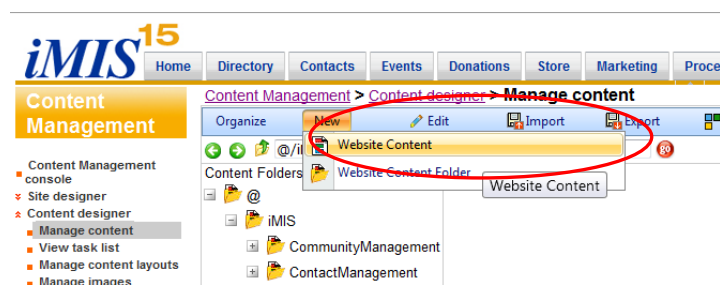 iMIS15
Home Directory Contacts Events Donations Store Marketing Proce
Content Management
Content Management > Content designer > Manage content
Organize New Edit Import Export
@/i
Website Content
Website Content Folder
Website Content
Content Management console
Site designer
Content designer
Manage content
View task list
Manage content layouts
Manage images
Content Folders
@
iMIS
CommunityManagement
ContactManagement